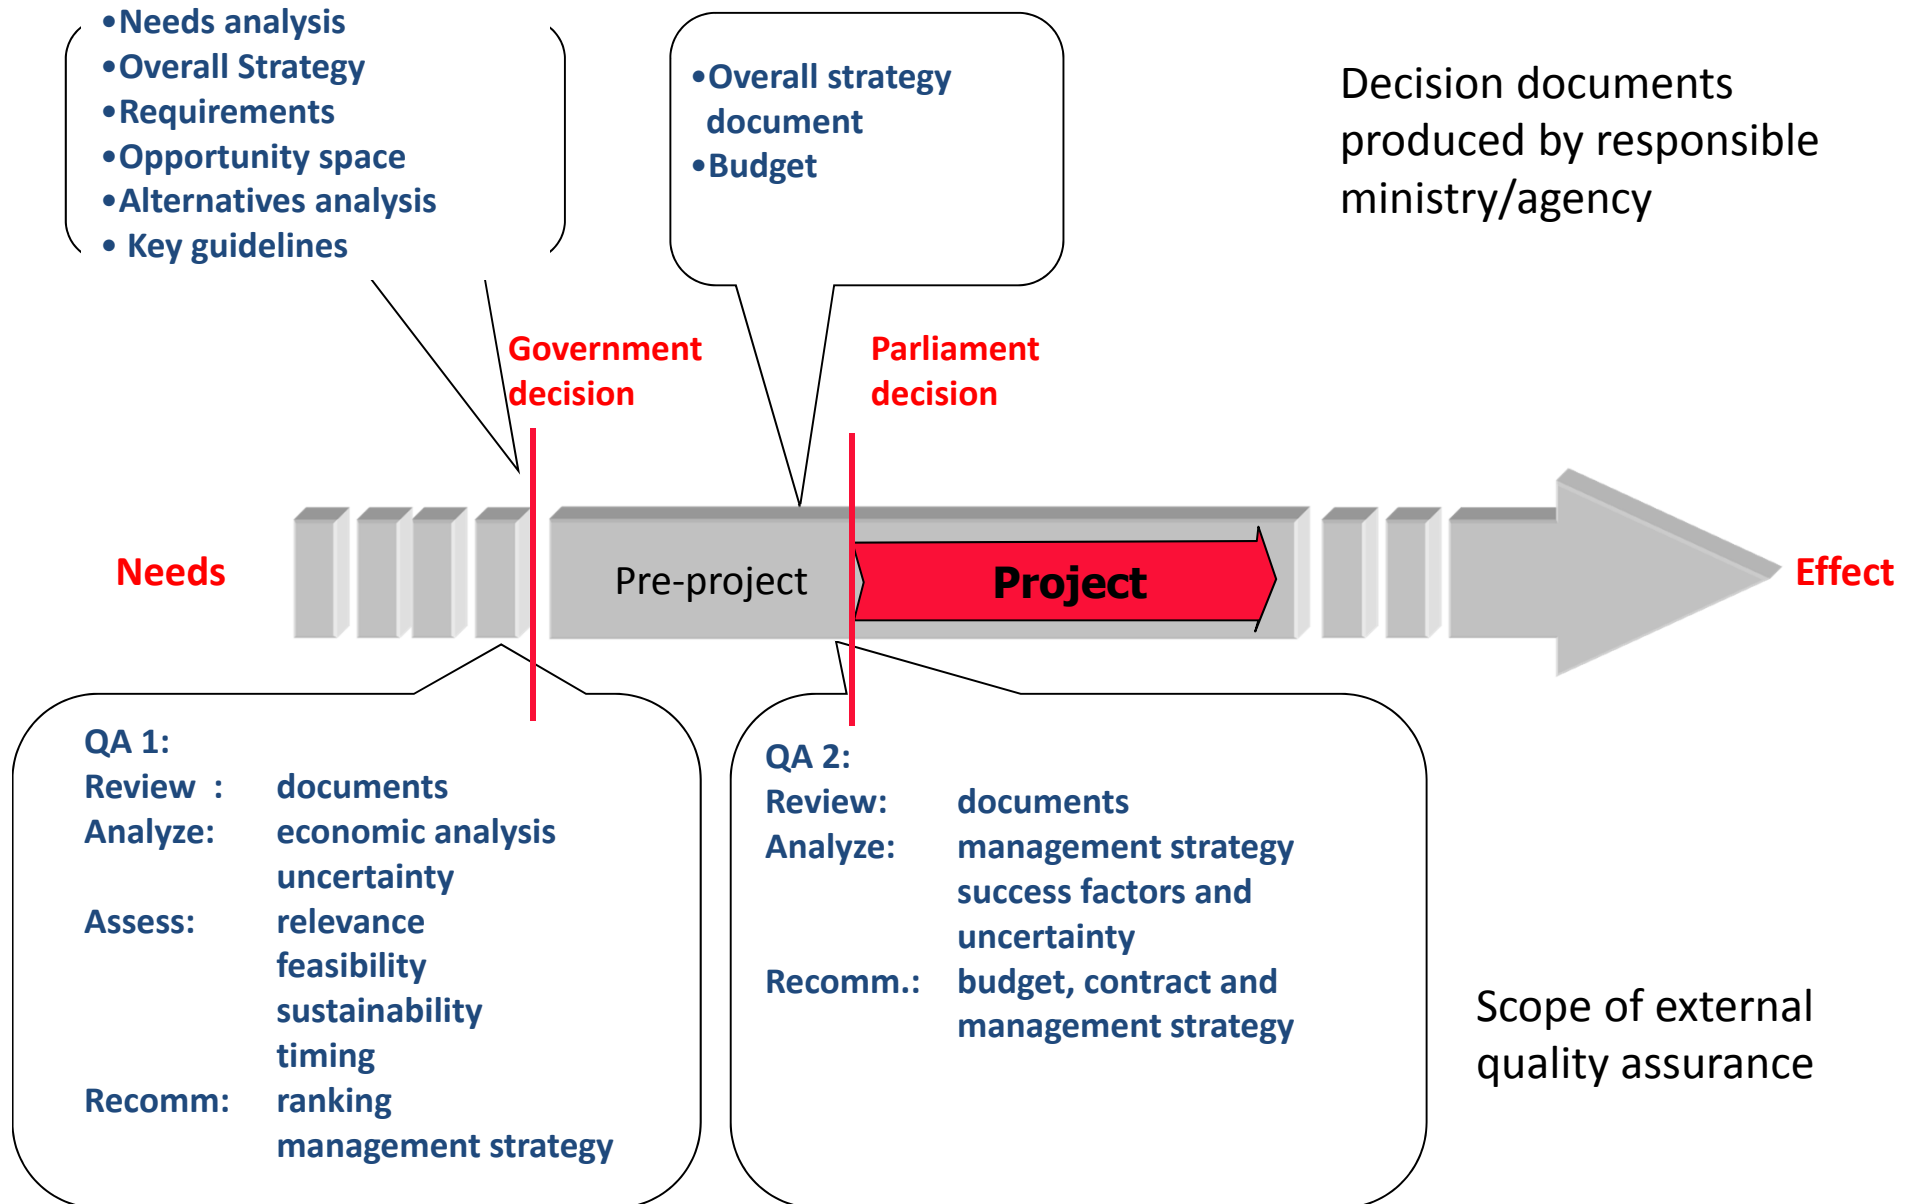 •Needs analysis
•Overall Strategy
•Requirements
•Opportunity space
•Alternatives analysis
• Key guidelines
•Overall strategy
document
•Budget
Decision documents
produced by responsible
ministry/agency
Government
decision
Parliament
decision
Needs
Pre-project
Project
Effect
QA 1:
Review : documents
Analyze: economic analysis
uncertainty
Assess: relevance
feasibility
sustainability
timing
Recomm: ranking
management strategy
QA 2:
Review: documents
Analyze: management strategy
success factors and
uncertainty
Recomm.: budget, contract and
management strategy
Scope of external
quality assurance